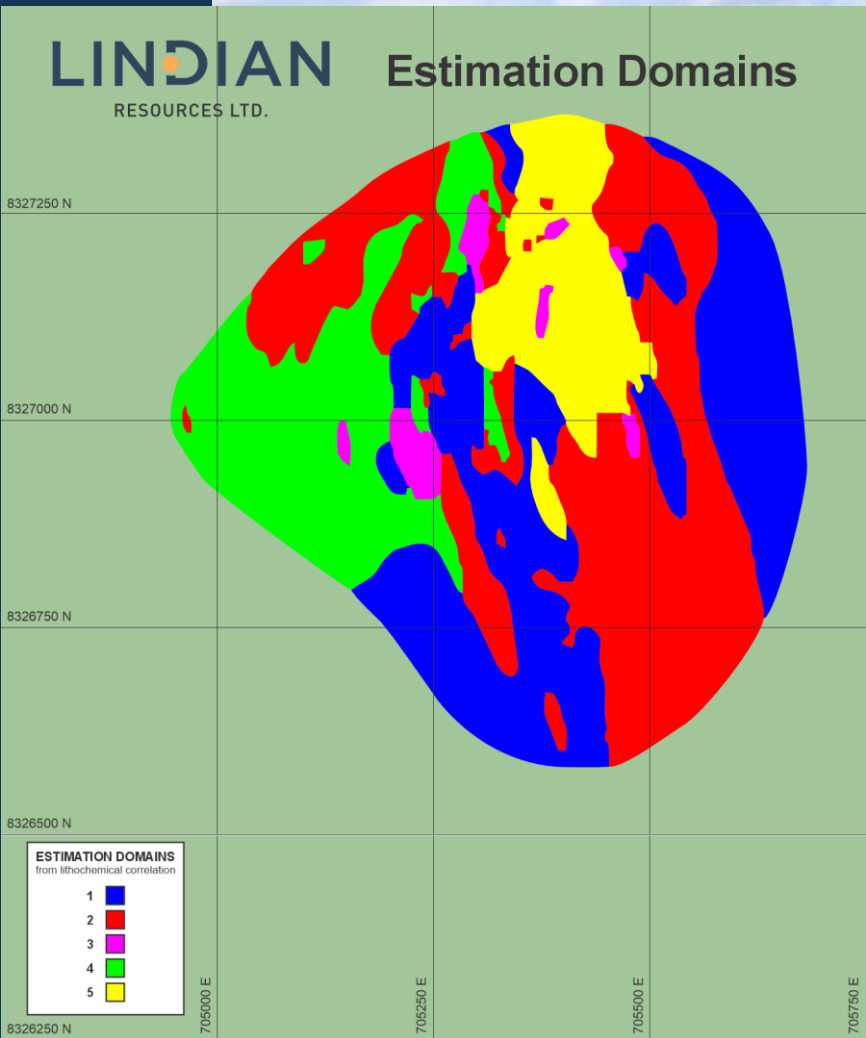 LINDIAN
RESOURCES LTD.
Estimation Domains
8327250 N
8327000 N
8326750 N
8326500 N
ESTIMATION DOMAINS
from lithochemical correlation
1
2
3
4
5
8326250 N
705000 E
705250 E
705500 E
705750 E